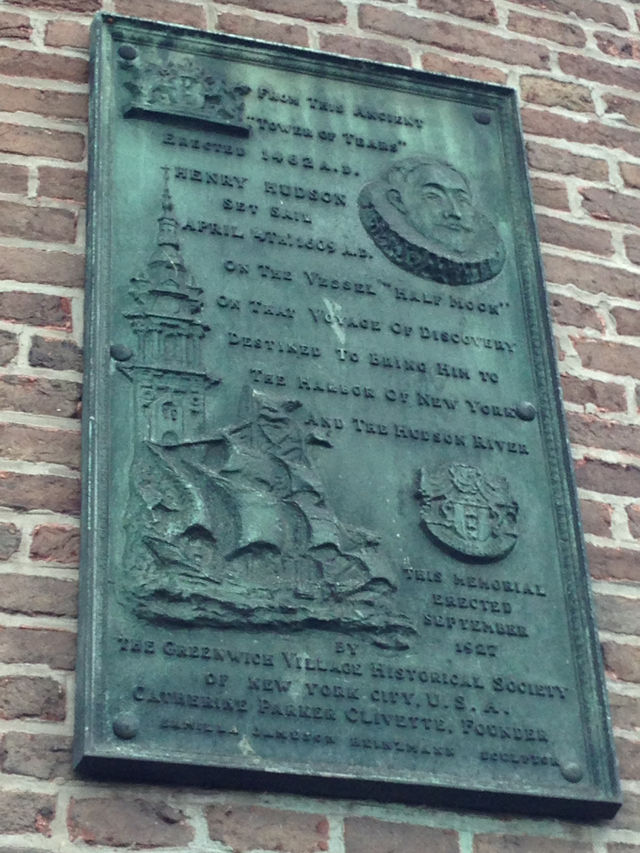 FROM THIS ANCIENT
"TOWER OF TEARS"
ERECTED 1482 A.D.
HENRY HUDSON
SET SAIL
APRIL 4TH. 1609 A.D.
ON THE VESSEL "HALF MOON"
ON THAT VOYAGE OF DISCOVERY
DESTINED TO BRING HIM TO
THE HARBOR OF NEW YORK
AND THE HUDSON RIVER
THIS MEMORIAL
ERECTED
SEPTEMBER
1927
BY
THE GREENWICH VILLAGE HISTORICAL SOCIETY
OF NEW YORK CITY, U.S.A.
CATHERINE PARKER CLIVETTE, FOUNDER
HEINZMANN SCULPTOR